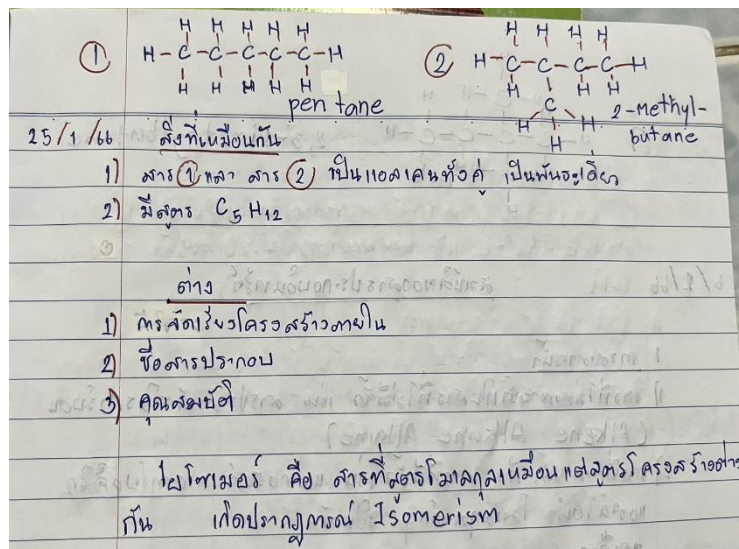 ① H-C-C-C-C-C-H
H H H H H
H H H H H
pentane
② H-C-C-C-C-H
H H H H
H H H
C
H H
H
2-methyl-
butane
25/1/66 สิ่งที่เหมือนกัน
1) สาร ① และ สาร ② เป็นแอลเคนทั้งคู่ เป็นพันธะเดี่ยว
2) มีสูตร C5H12
ต่าง
1) การจัดเรียงโครงสร้างภายใน
2) ชื่อสารประกอบ
3) คุณสมบัติ
ไอโซเมอร์ คือ สารที่สูตรโมเลกุลเหมือนแต่สูตรโครงสร้างต่าง
กัน เกิดปรากฏการณ์ Isomerism